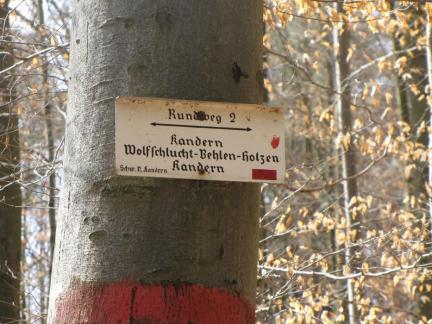 Rundweg 2
Kandern
Wolfschlucht-Behlen-Holzen
Kandern
Schw. V. Kandern